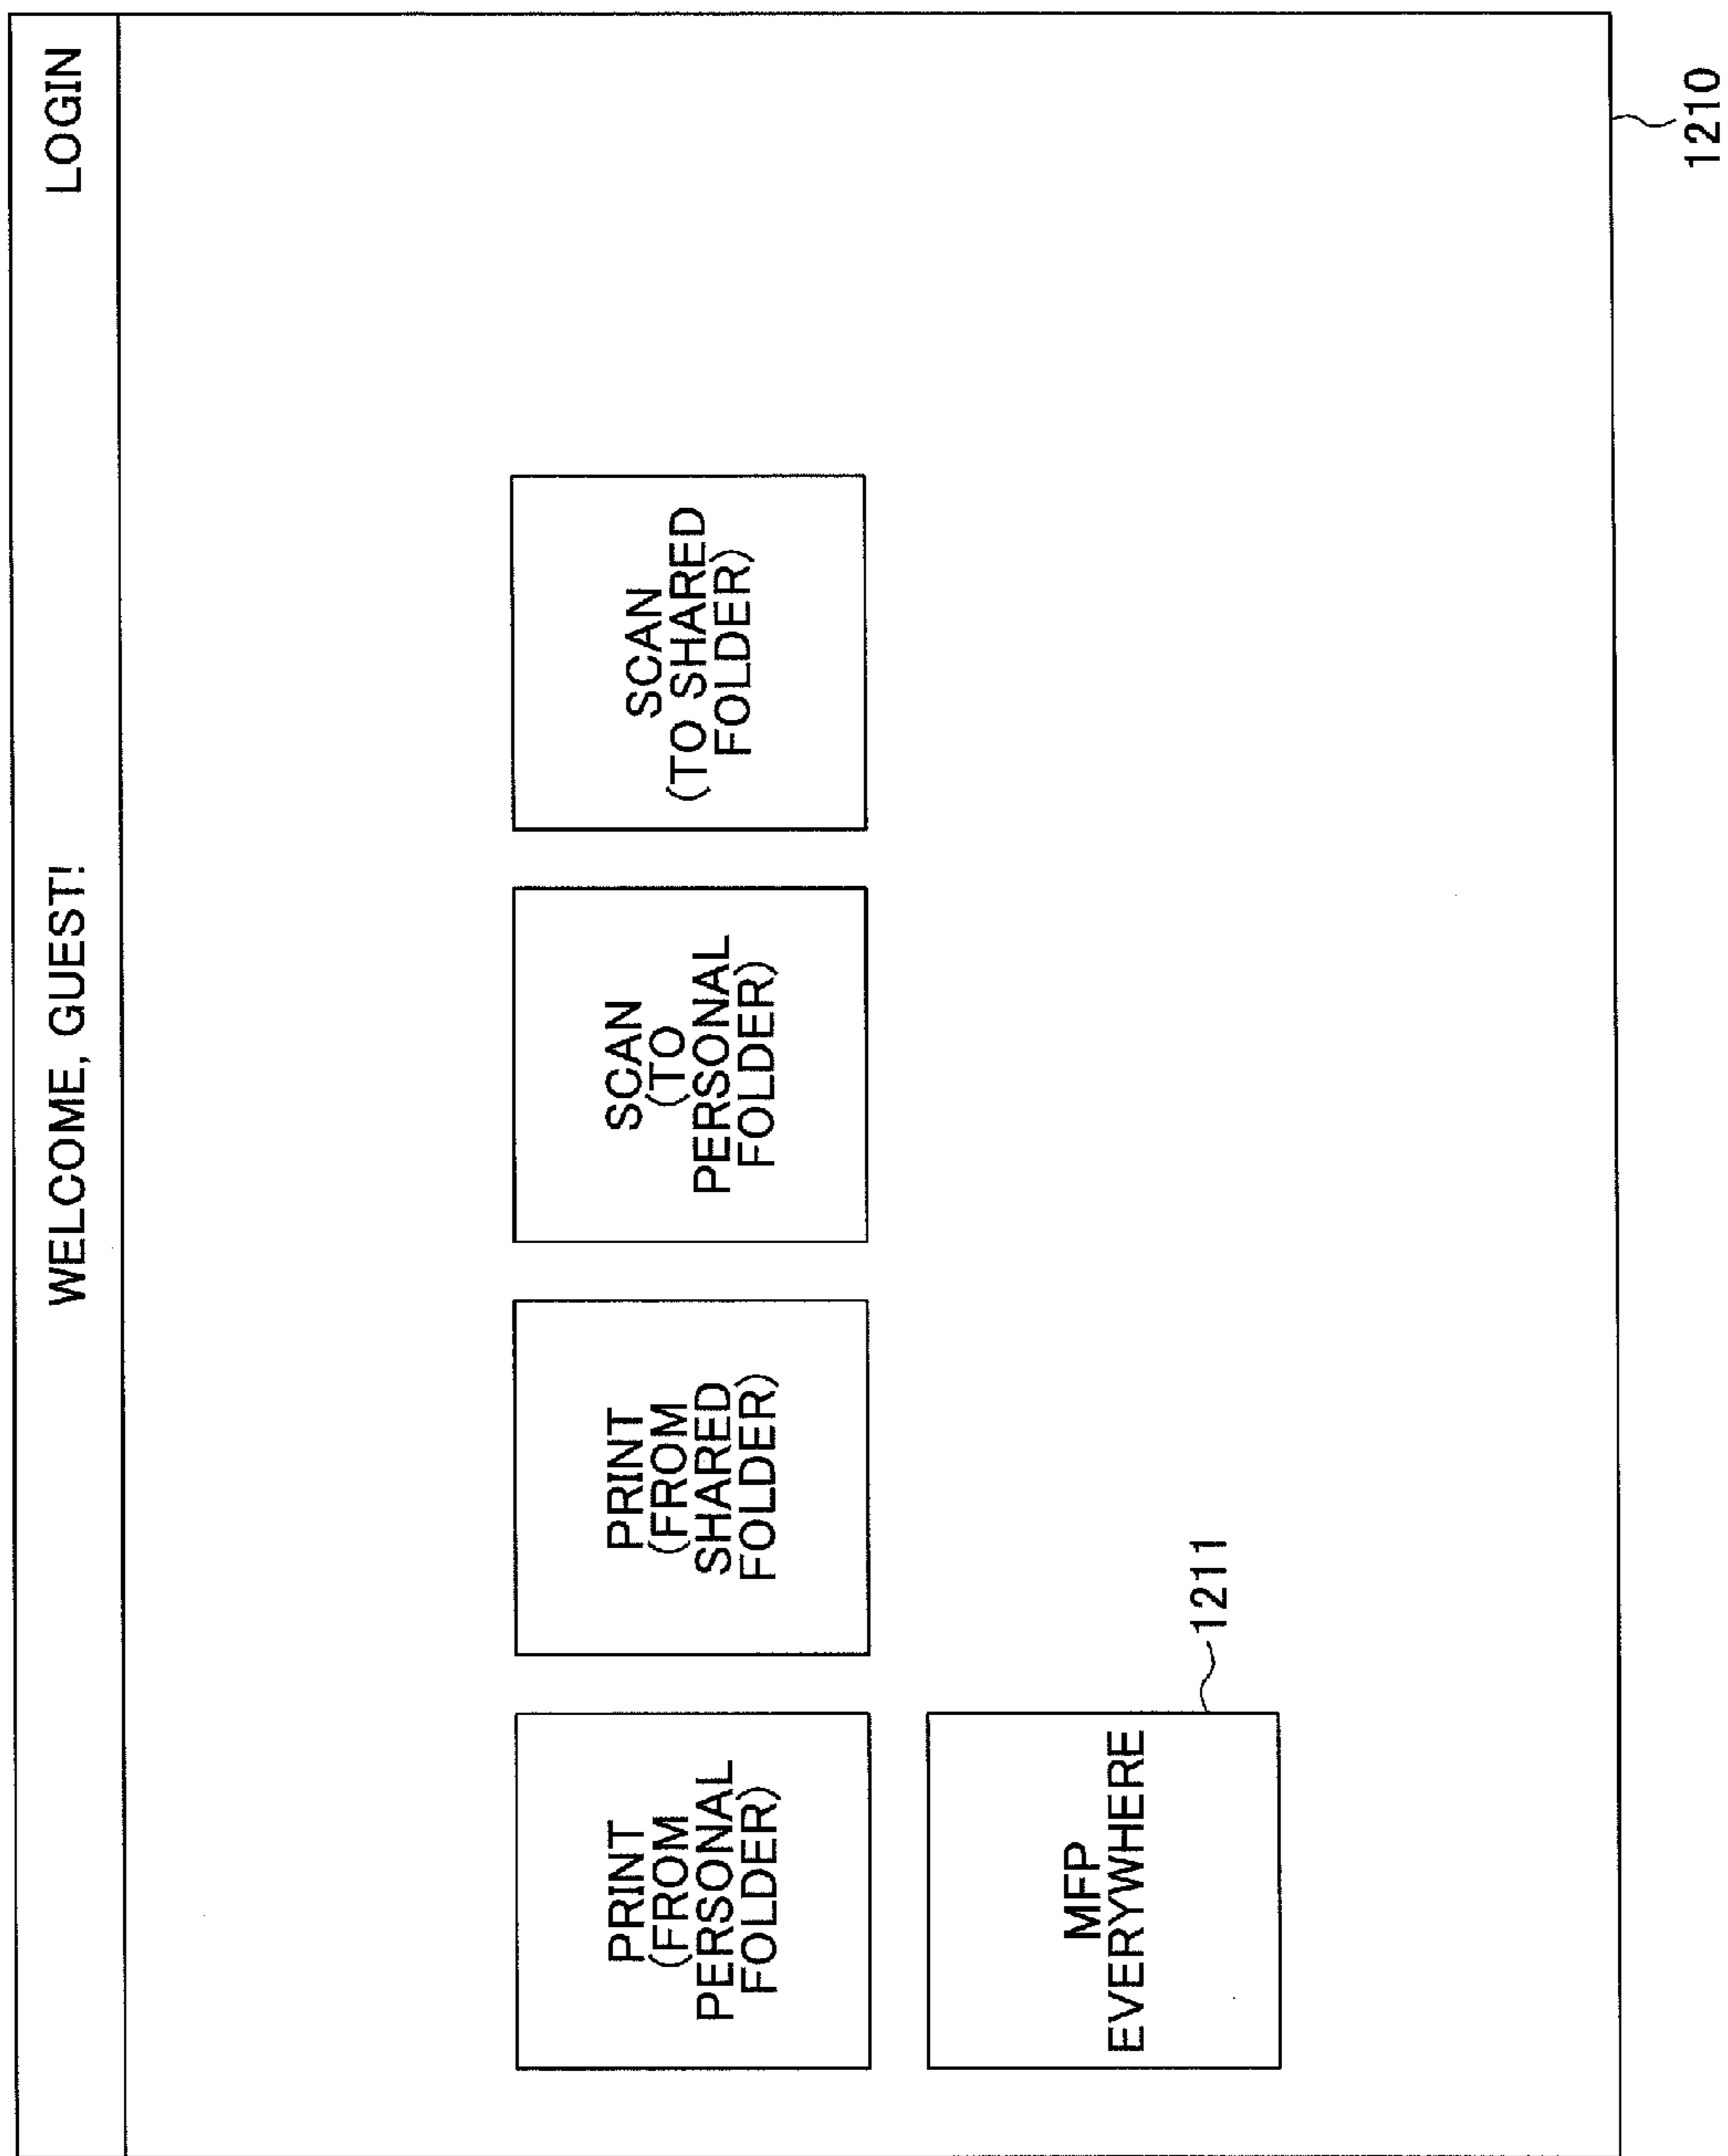 WELCOME, GUEST!
LOGIN
PRINT
(FROM
PERSONAL
FOLDER)
PRINT
(FROM
SHARED
FOLDER)
SCAN
(TO
PERSONAL
FOLDER)
SCAN
(TO SHARED
FOLDER)
MFP
EVERYWHERE
1211
1210